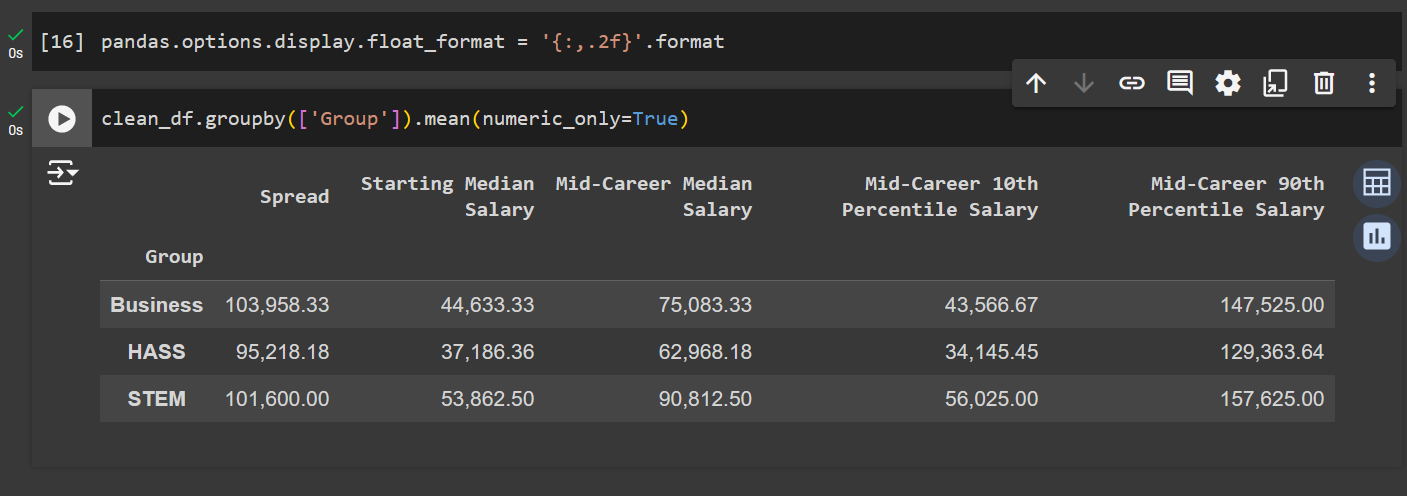 [16] pandas.options.display.float_format = '{:,.2f}'.format
0s
clean_df.groupby(['Group']).mean(numeric_only=True)
0s
Spread Starting Median Salary Mid-Career Median Salary Mid-Career 10th Percentile Salary Mid-Career 90th Percentile Salary
Group
Business 103,958.33 44,633.33 75,083.33 43,566.67 147,525.00
HASS 95,218.18 37,186.36 62,968.18 34,145.45 129,363.64
STEM 101,600.00 53,862.50 90,812.50 56,025.00 157,625.00